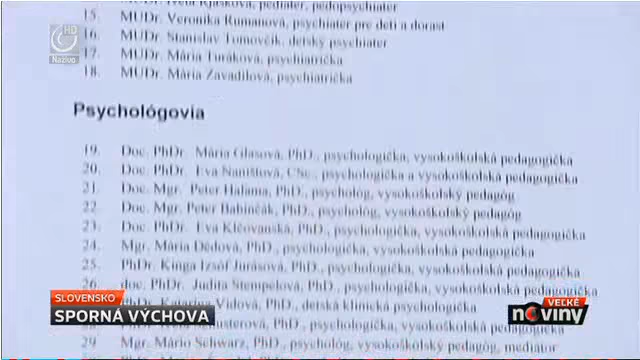 HD
Naživo
pediater, pedopsychiater
15. MUDr. Veronika Rumanová, psychiater pre deti a dorast
16. MUDr. Stanislav Tomovčík, detský psychiater
17. MUDr. Mária Turáková, psychiatrička
18. MUDr. Mária Zavadilová, psychiatrička
Psychológovia
19. Doc. PhDr. Mária Glasová, PhD., psychologička, vysokoškolská pedagogička
20. Doc. PhDr. Eva Naništová, CSc., psychologička a vysokoškolská pedagogička
21. Doc. Mgr. Peter Halama, PhD., psychológ, vysokoškolský pedagóg
22. Doc. Mgr. Peter Babinčák, PhD., psychológ, vysokoškolský pedagóg
23. Doc. PhDr. Eva Klčovanská, PhD., psychologička, vysokoškolská pedagogička
24. Mgr. Mária Dědová, PhD., psychologička, vysokoškolská pedagogička
25. PhDr. Kinga Izsóf Jurásová, PhD., psychologička, vysokoškolská pedagogička
26. doc. PhDr. Judita Stempelová, PhD., psychologička, vysokoškolská pedagogička
PhDr. Katarína Vidová, PhD., detská klinická psychologička
PhD., psychologička, vysokoškolská pedagogička
29. Mgr. Mário Schwarz, PhD., psychológ, vysokoškolský pedagóg, mediátor
SLOVENSKO
SPORNÁ VÝCHOVA
VEĽKÉ
NOVINY